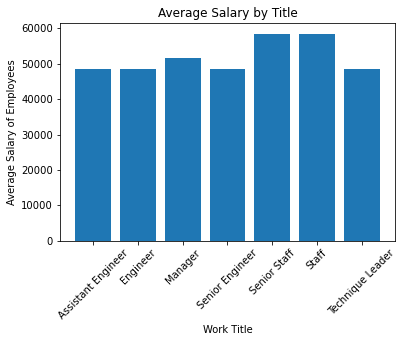 Average Salary by Title
Average Salary of Employees
60000
50000
40000
30000
20000
10000
0
Assistant Engineer
Engineer
Manager
Senior Engineer
Senior Staff
Staff
Technique Leader
Work Title